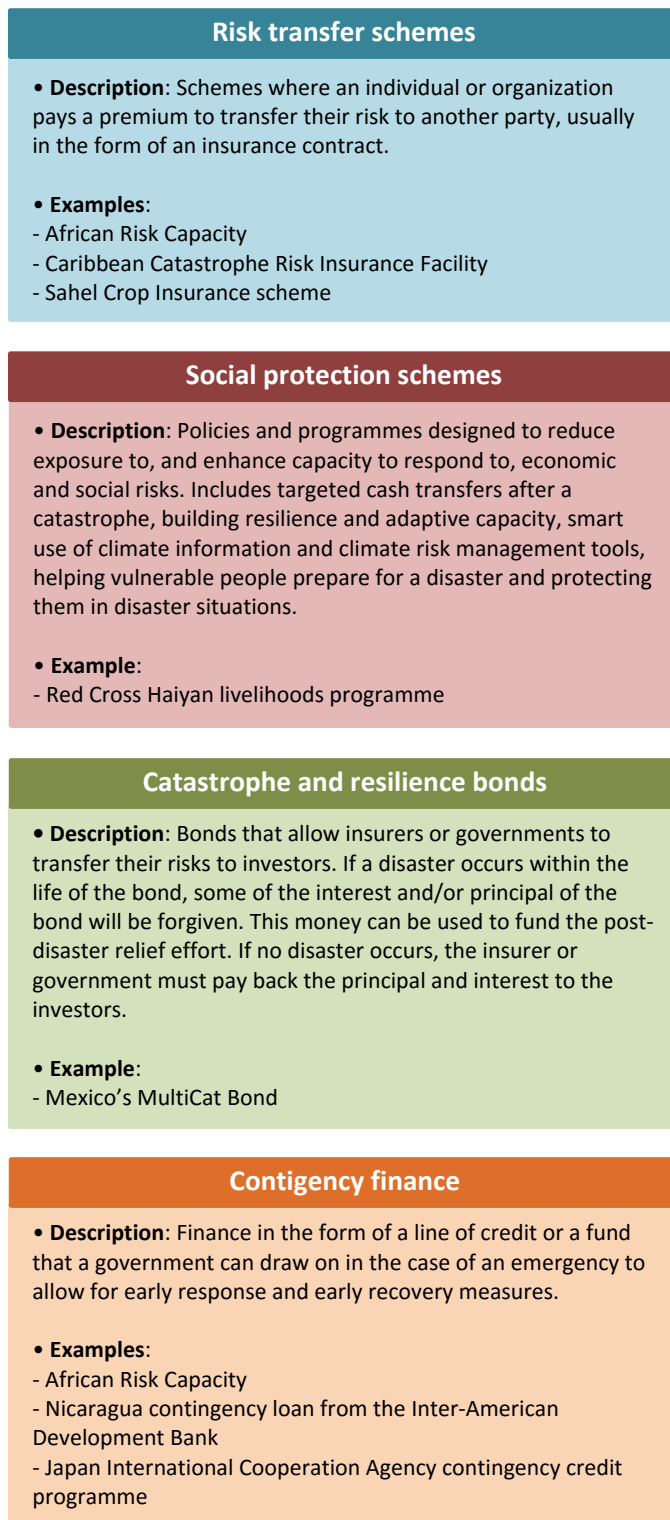 Risk transfer schemes
• Description: Schemes where an individual or organization
pays a premium to transfer their risk to another party, usually
in the form of an insurance contract.
• Examples:
- African Risk Capacity
- Caribbean Catastrophe Risk Insurance Facility
- Sahel Crop Insurance scheme
Social protection schemes
• Description: Policies and programmes designed to reduce
exposure to, and enhance capacity to respond to, economic
and social risks. Includes targeted cash transfers after a
catastrophe, building resilience and adaptive capacity, smart
use of climate information and climate risk management tools,
helping vulnerable people prepare for a disaster and protecting
them in disaster situations.
• Example:
- Red Cross Haiyan livelihoods programme
Catastrophe and resilience bonds
• Description: Bonds that allow insurers or governments to
transfer their risks to investors. If a disaster occurs within the
life of the bond, some of the interest and/or principal of the
bond will be forgiven. This money can be used to fund the post-
disaster relief effort. If no disaster occurs, the insurer or
government must pay back the principal and interest to the
investors.
• Example:
- Mexico’s MultiCat Bond
Contigency finance
• Description: Finance in the form of a line of credit or a fund
that a government can draw on in the case of an emergency to
allow for early response and early recovery measures.
• Examples:
- African Risk Capacity
- Nicaragua contingency loan from the Inter-American
Development Bank
- Japan International Cooperation Agency contingency credit
programme